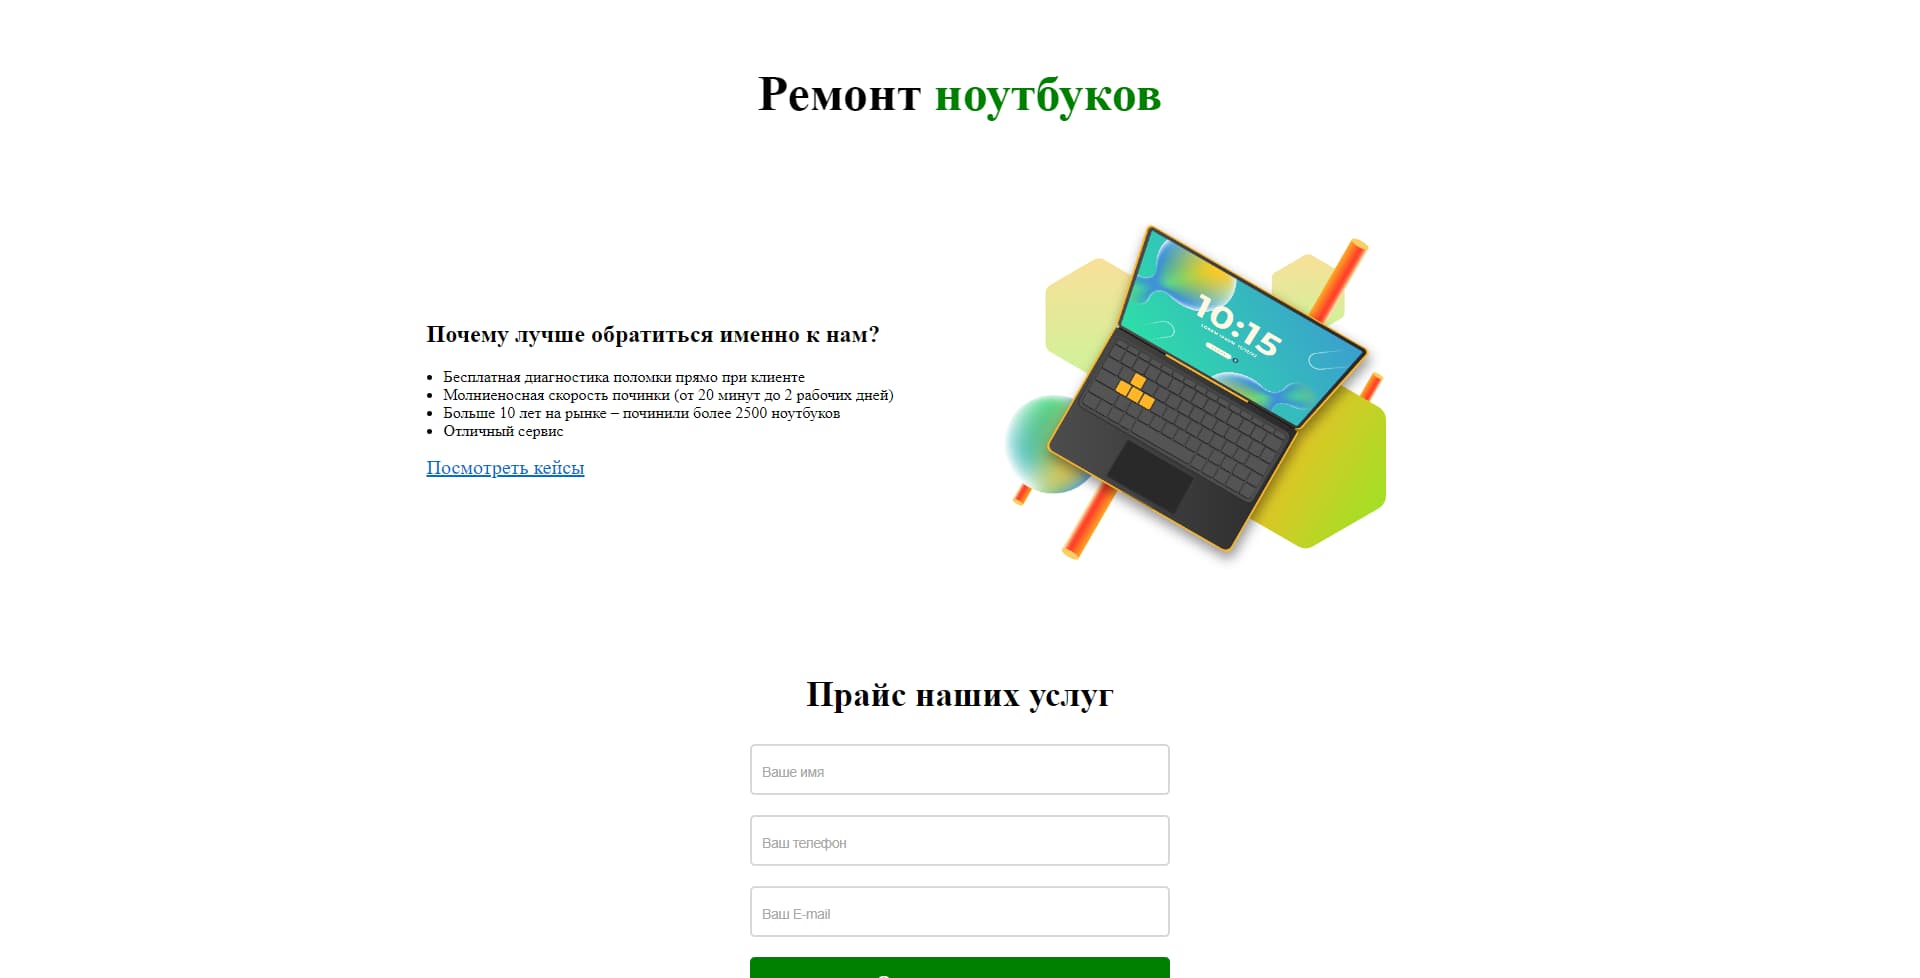 Ремонт ноутбуков
Почему лучше обратиться именно к нам?
Бесплатная диагностика поломки прямо при клиенте
Молниеносная скорость починки (от 20 минут до 2 рабочих дней)
Больше 10 лет на рынке – починили более 2500 ноутбуков
Отличный сервис
Посмотреть кейсы
10:15
Прайс наших услуг
Ваше имя
Ваш телефон
Ваш E-mail